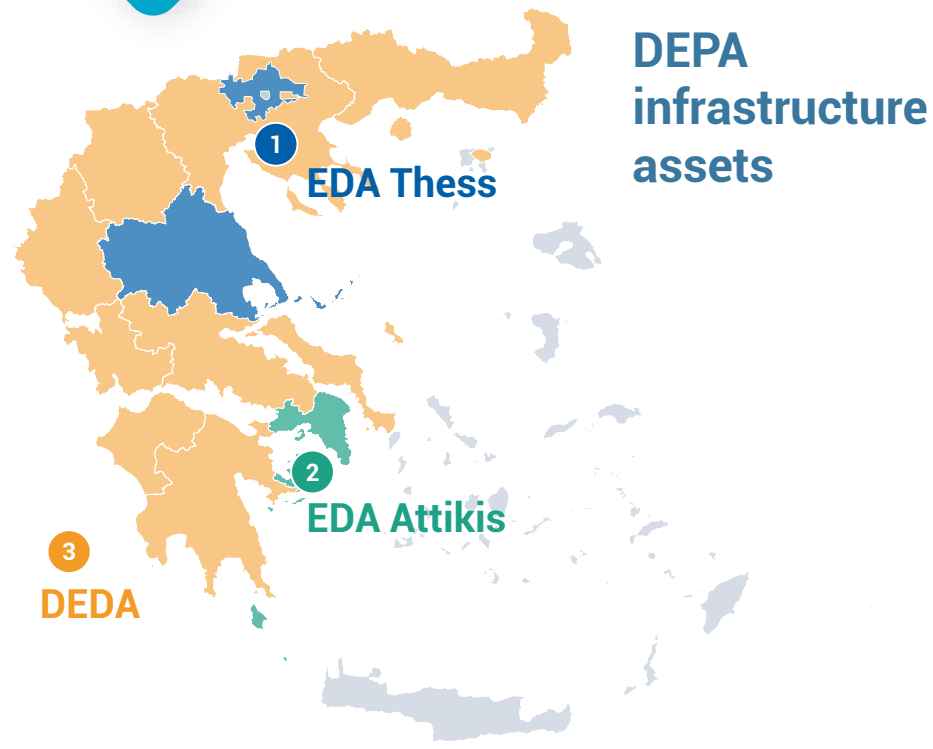 DEPA
infrastructure
assets
1
EDA Thess
2
EDA Attikis
3
DEDA